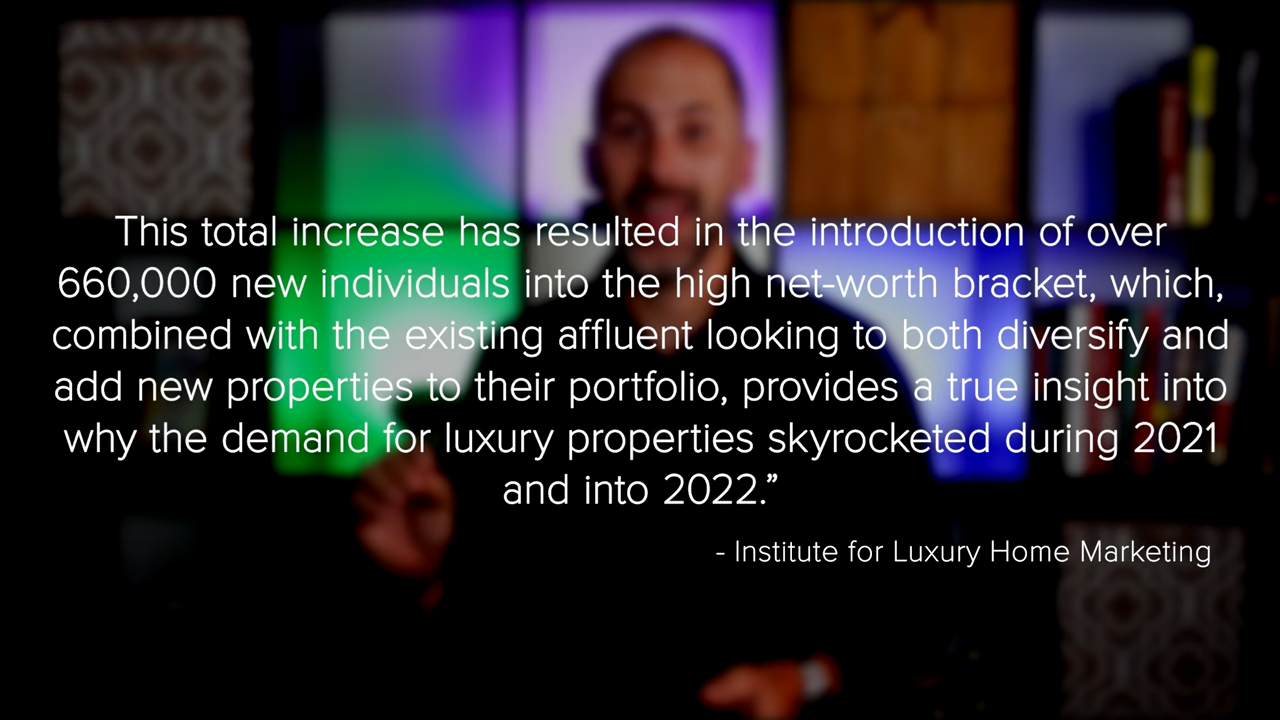 This total increase has resulted in the introduction of over
660,000 new individuals into the high net-worth bracket, which,
combined with the existing affluent looking to both diversify and
add new properties to their portfolio, provides a true insight into
why the demand for luxury properties skyrocketed during 2021
and into 2022.”
- Institute for Luxury Home Marketing